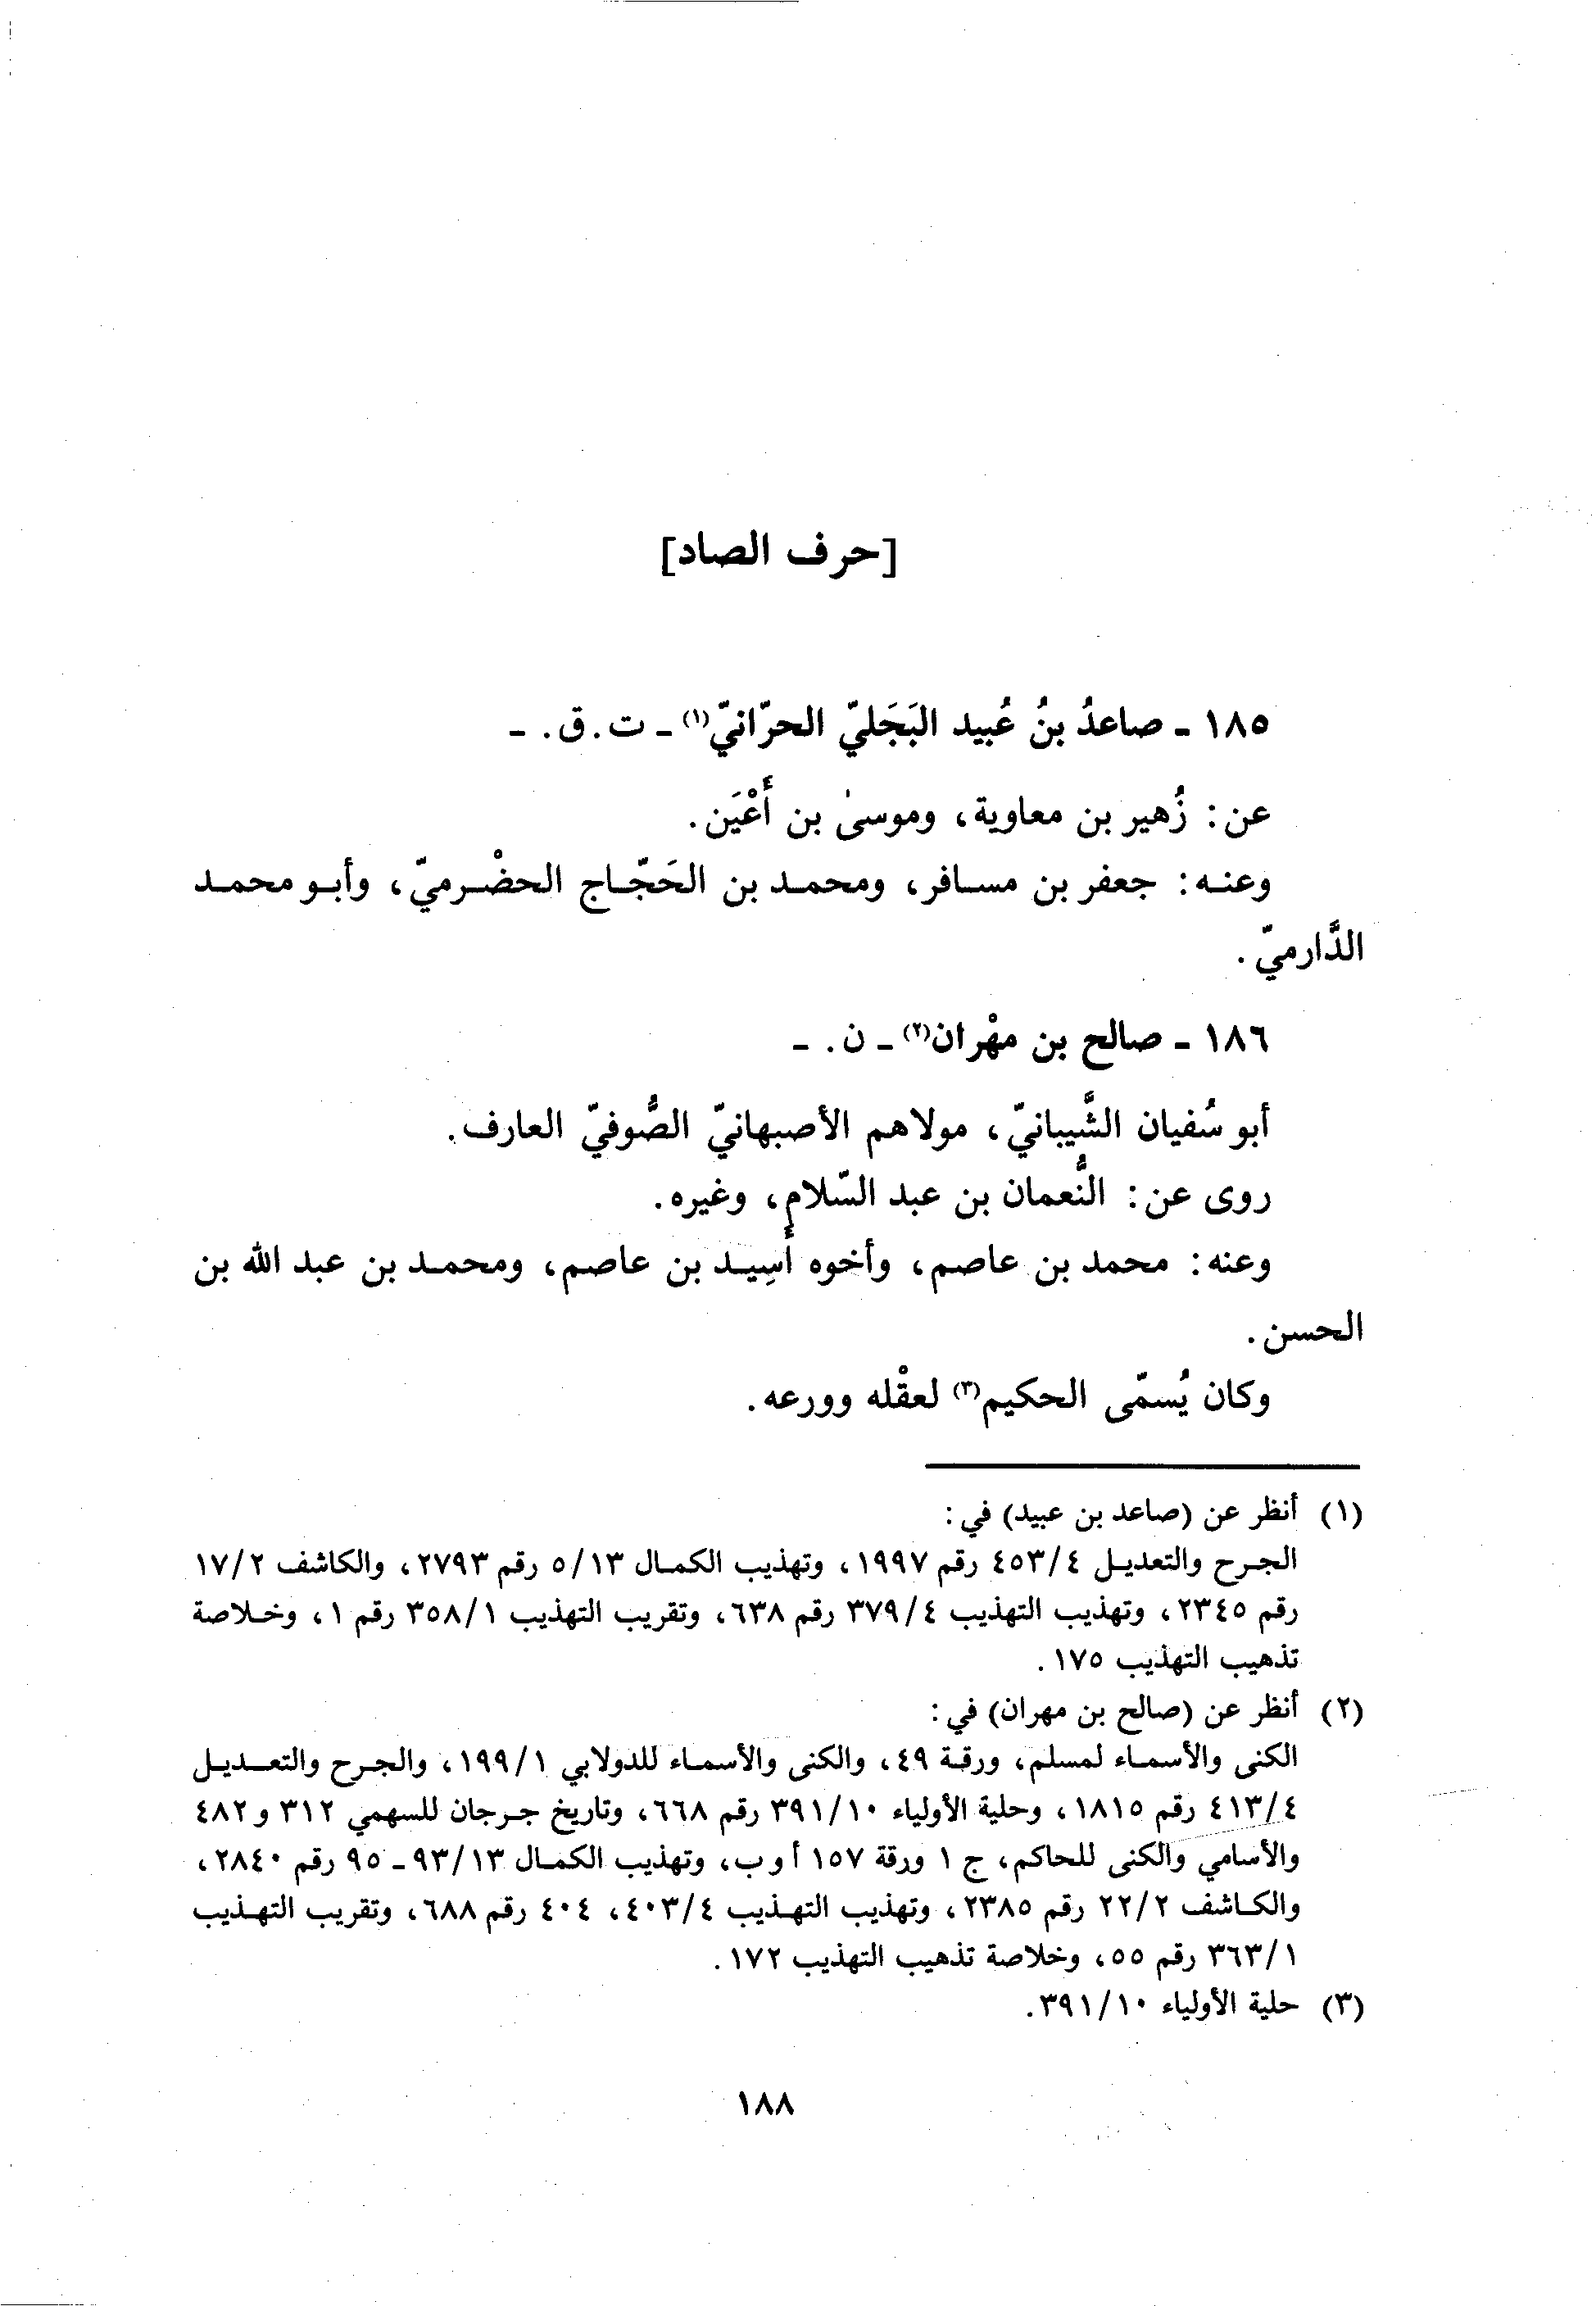 [حرف الصاد]
١٨٥ - صاعدُ بنُ عُبيد البَجَليّ الحرّانيّ(١) - ت.ق. -
عن: زُهير بن معاوية، وموسىٰ بن أَعْيَن.
وعنه: جعفر بن مسافر، ومحمد بن الحَجّاج الحضْرميّ، وأبو محمد
الدَّارميّ.
١٨٦ - صالح بن مهْران(٢) - ن. -
أبو سُفيان الشَّيبانيّ، مولاهم الأصبهانيّ الصُّوفيّ العارف.
روى عن: النُّعمان بن عبد السّلام، وغيره.
وعنه: محمد بن عاصم، وأخوه أَسِيد بن عاصم، ومحمد بن عبد الله بن
الحسن.
وكان يُسمّى الحكيم(٣) لعقْله وورعه.
(١) أنظر عن (صاعد بن عبيد) في:
الجرح والتعديل ٤٥٣/٤ رقم ١٩٩٧، وتهذيب الكمال ٥/١٣ رقم ٢٧٩٣، والكاشف ١٧/٢
رقم ٢٣٤٥، وتهذيب التهذيب ٣٧٩/٤ رقم ٦٣٨، وتقريب التهذيب ٣٥٨/١ رقم ١، وخلاصة
تذهيب التهذيب ١٧٥.
(٢) أنظر عن (صالح بن مهران) في:
الكنى والأسماء لمسلم، ورقة ٤٩، والكنى والأسماء للدولابي ١٩٩/١، والجرح والتعديل
٤١٣/٤ رقم ١٨١٥، وحلية الأولياء ٣٩١/١٠ رقم ٦٦٨، وتاريخ جرجان للسهمي ٣١٢ و٤٨٢
والأسامي والكنى للحاكم، ج ١ ورقة ١٥٧ أ وب، وتهذيب الكمال ٩٣/١٣ - ٩٥ رقم ٢٨٤٠،
والكاشف ٢٢/٢ رقم ٢٣٨٥، وتهذيب التهذيب ٤٠٣/٤، ٤٠٤ رقم ٦٨٨، وتقريب التهذيب
٣٦٣/١ رقم ٥٥، وخلاصة تذهيب التهذيب ١٧٢.
(٣) حلية الأولياء ٣٩١/١٠.
١٨٨